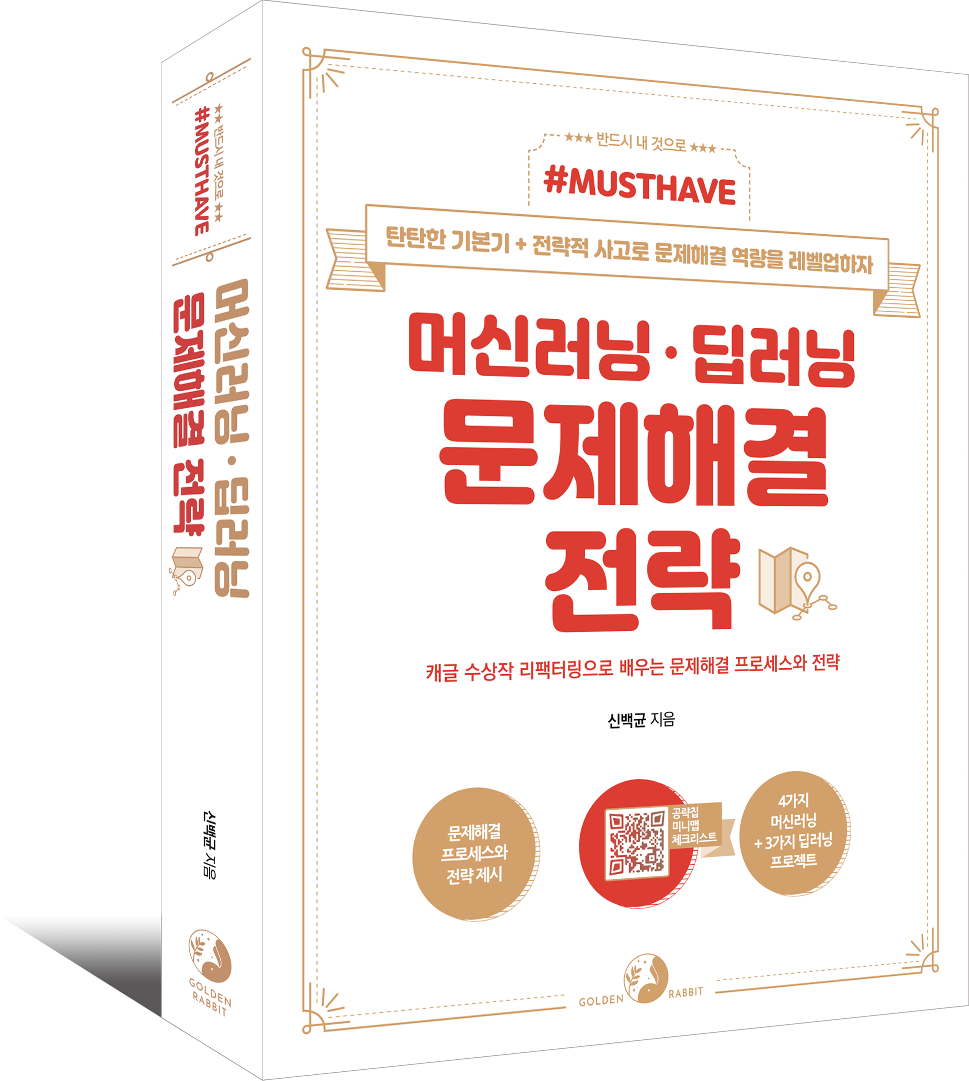 ★★ 반드시 내 것으로 ★★
#MUSTHAVE
머신러닝·딥러닝
문제해결 전략
신백균 지음
GOLDEN
RABBIT
★★★ 반드시 내 것으로 ★★★
#MUSTHAVE
탄탄한 기본기 + 전략적 사고로 문제해결 역량을 레벨업하자
머신러닝·딥러닝
문제해결
전략
캐글 수상작 리팩터링으로 배우는 문제해결 프로세스와 전략
신백균 지음
문제해결
프로세스와
전략 제시
공략집
미니맵
체크리스트
4가지
머신러닝
+ 3가지 딥러닝
프로젝트
GOLDEN RABBIT